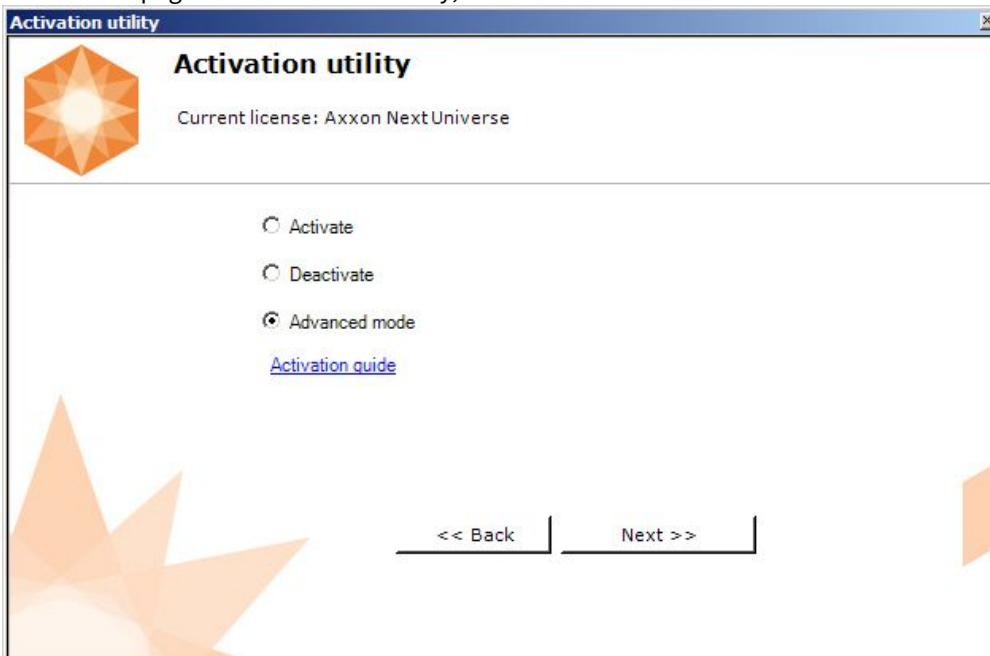 Activation utility
Activation utility
Current license: Axxon Next Universe
Activate
Deactivate
Advanced mode
Activation guide
<< Back
Next >>